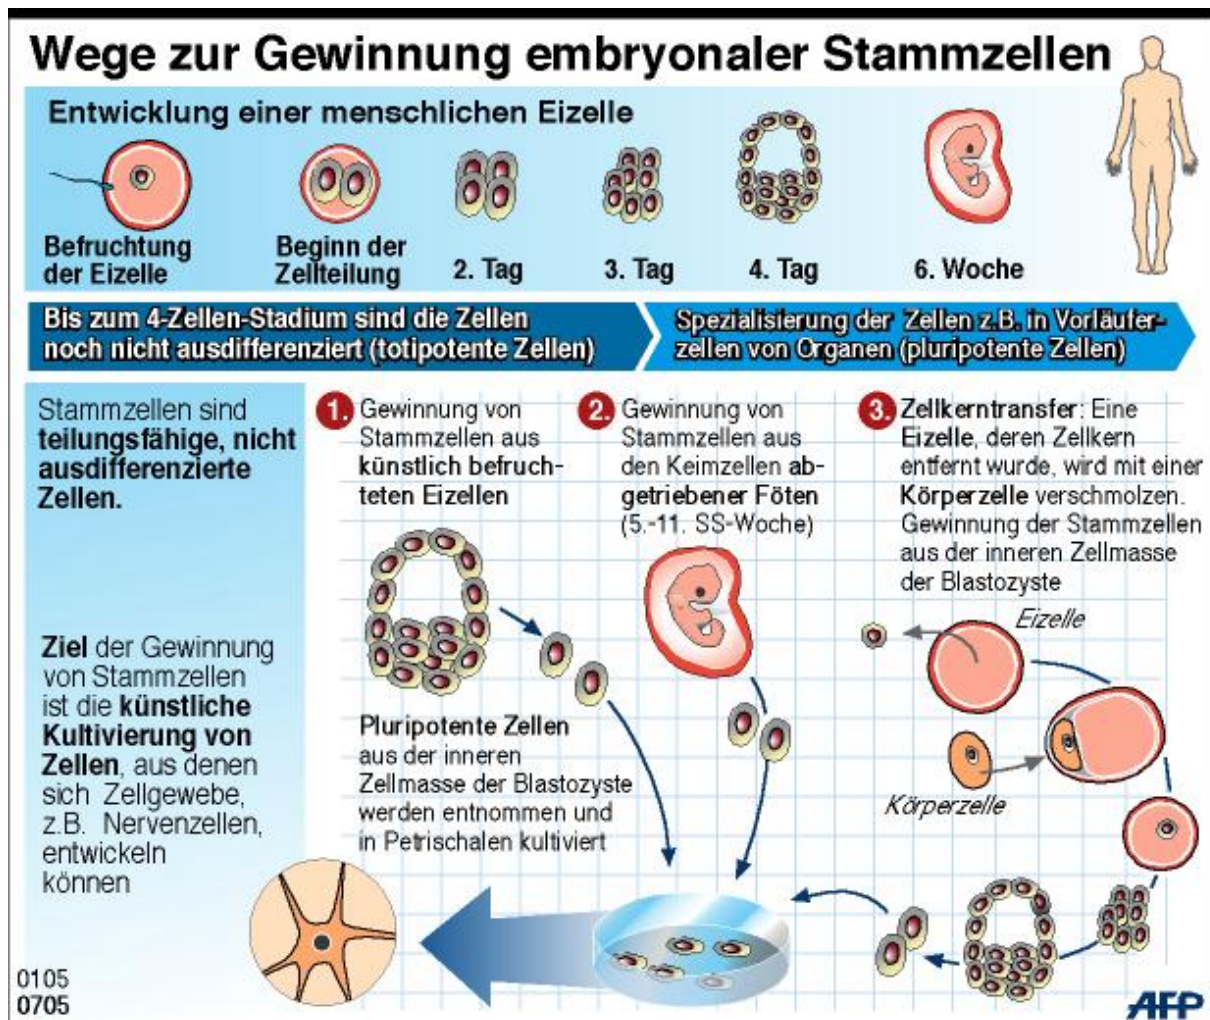 Wege zur Gewinnung embryonaler Stammzellen
Entwicklung einer menschlichen Eizelle
Befruchtung
der Eizelle
Beginn der
Zellteilung
2. Tag
3. Tag
4. Tag
6. Woche
Bis zum 4-Zellen-Stadium sind die Zellen
noch nicht ausdifferenziert (totipotente Zellen)
Spezialisierung der Zellen z.B. in Vorläufer-
zellen von Organen (pluripotente Zellen)
Stammzellen sind
teilungsfähige, nicht
ausdifferenzierte
Zellen.
Ziel der Gewinnung
von Stammzellen
ist die künstliche
Kultivierung von
Zellen, aus denen
sich Zellgewebe,
z.B. Nervenzellen,
entwickeln
können
1. Gewinnung von
Stammzellen aus
künstlich befruch-
teten Eizellen
Pluripotente Zellen
aus der inneren
Zellmasse der Blastozyste
werden entnommen und
in Petrischalen kultiviert
2. Gewinnung von
Stammzellen aus
den Keimzellen ab-
getriebener Föten
(5.-11. SS-Woche)
3. Zellkerntransfer: Eine
Eizelle, deren Zellkern
entfernt wurde, wird mit einer
Körperzelle verschmolzen.
Gewinnung der Stammzellen
aus der inneren Zellmasse
der Blastozyste
Eizelle
Körperzelle
0105
0705
AFP